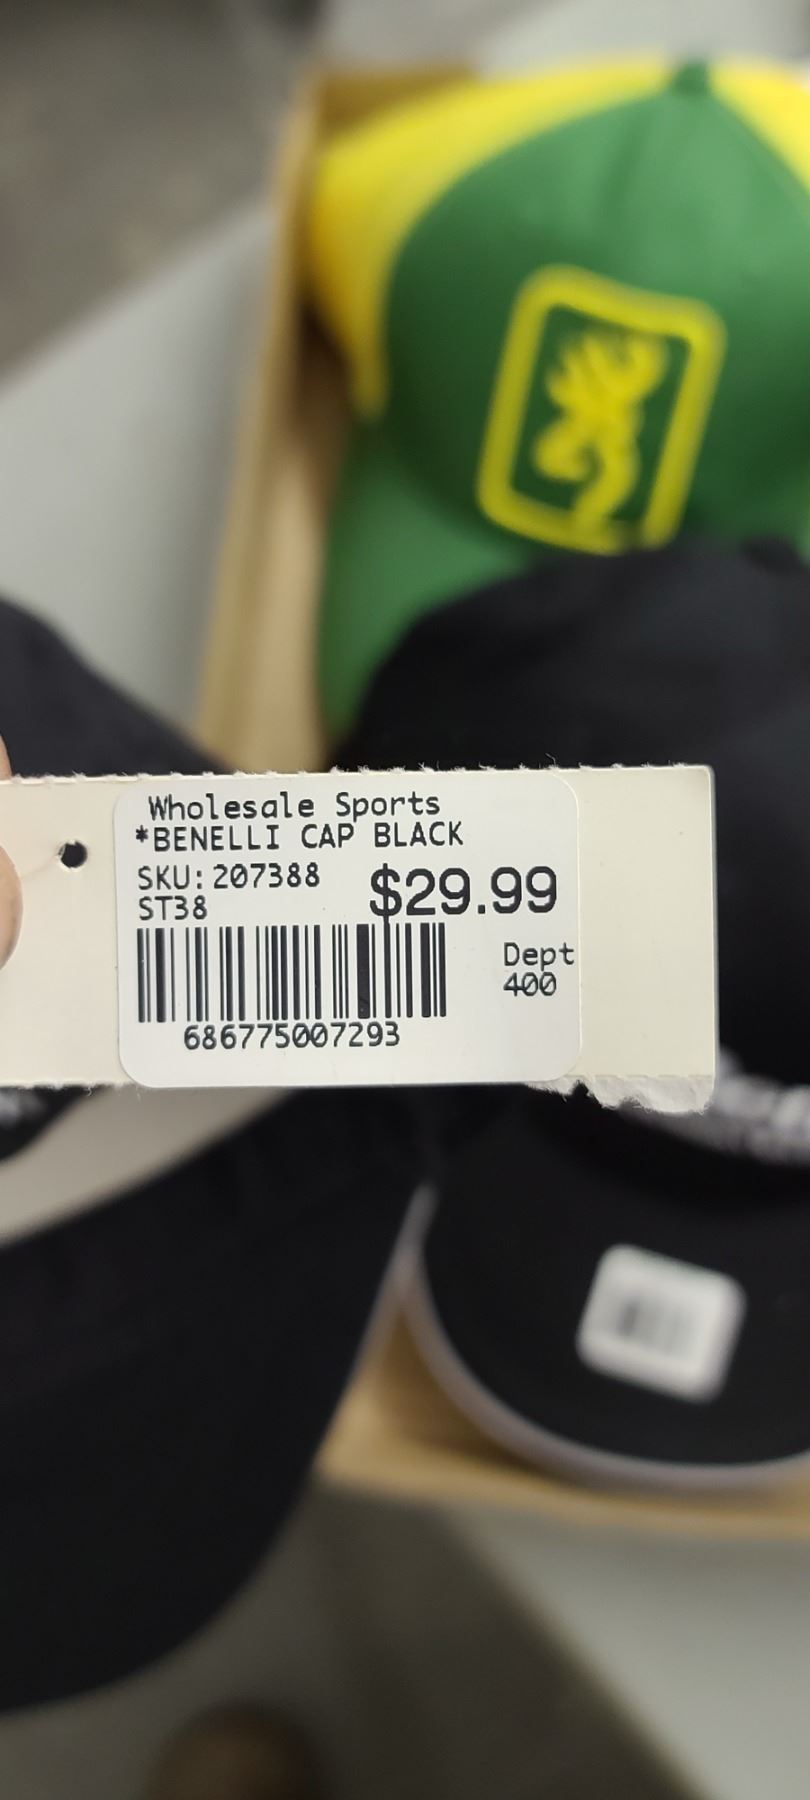 Wholesale Sports
*BENELLI CAP BLACK
SKU: 207388
$29.99
ST38
Dept
400
686775007293